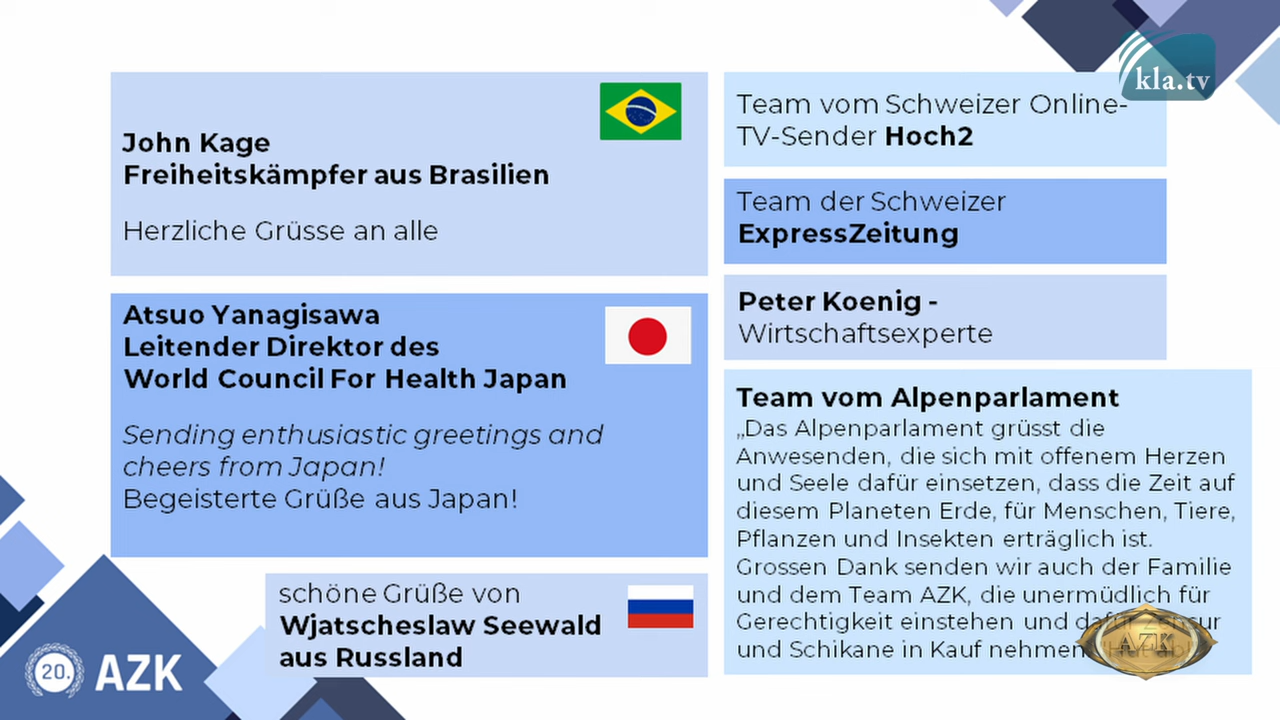 John Kage
Freiheitskämpfer aus Brasilien
Herzliche Grüsse an alle
Atsuo Yanagisawa
Leitender Direktor des
World Council For Health Japan
Sending enthusiastic greetings and
cheers from Japan!
Begeisterte Grüße aus Japan!
schöne Grüße von
Wjatscheslaw Seewald
aus Russland
kla.tv
Team vom Schweizer Online-
TV-Sender Hoch2
Team der Schweizer
ExpressZeitung
Peter Koenig -
Wirtschaftsexperte
Team vom Alpenparlament
„Das Alpenparlament grüsst die
Anwesenden, die sich mit offenem Herzen
und Seele dafür einsetzen, dass die Zeit auf
diesem Planeten Erde, für Menschen, Tiere,
Pflanzen und Insekten erträglich ist.
Grossen Dank senden wir auch der Familie
und dem Team AZK, die unermüdlich für
Gerechtigkeit einstehen und dafür Zensur
und Schikane in Kauf nehmen
AZK
20. AZK